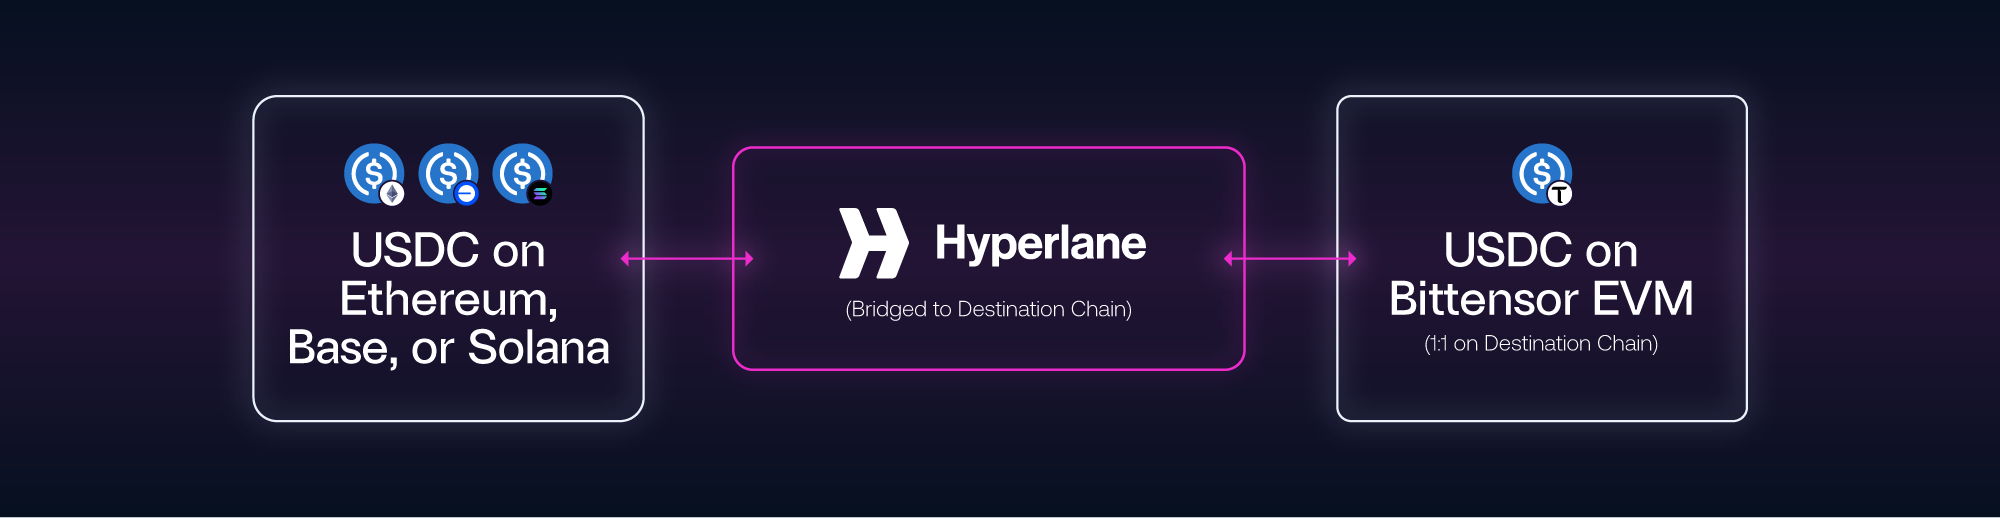 USDC on
Ethereum,
Base, or Solana
Hyperlane
(Bridged to Destination Chain)
USDC on
Bittensor EVM
(1:1 on Destination Chain)